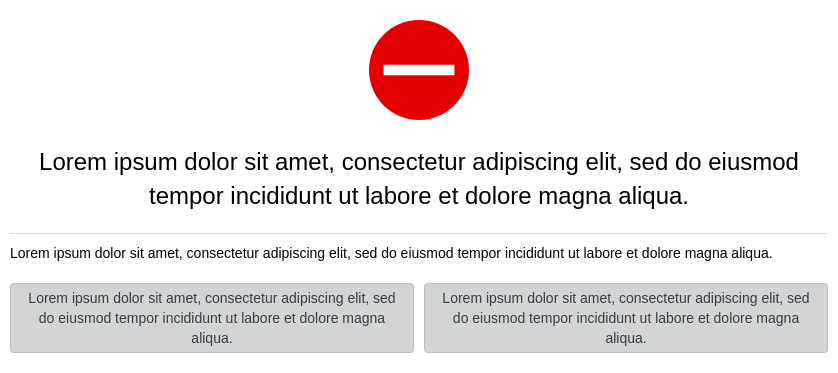 Lorem ipsum dolor sit amet, consectetur adipiscing elit, sed do eiusmod
tempor incididunt ut labore et dolore magna aliqua.
Lorem ipsum dolor sit amet, consectetur adipiscing elit, sed do eiusmod tempor incididunt ut labore et dolore magna aliqua.
Lorem ipsum dolor sit amet, consectetur adipiscing elit, sed
do eiusmod tempor incididunt ut labore et dolore magna
aliqua.
Lorem ipsum dolor sit amet, consectetur adipiscing elit, sed
do eiusmod tempor incididunt ut labore et dolore magna
aliqua.